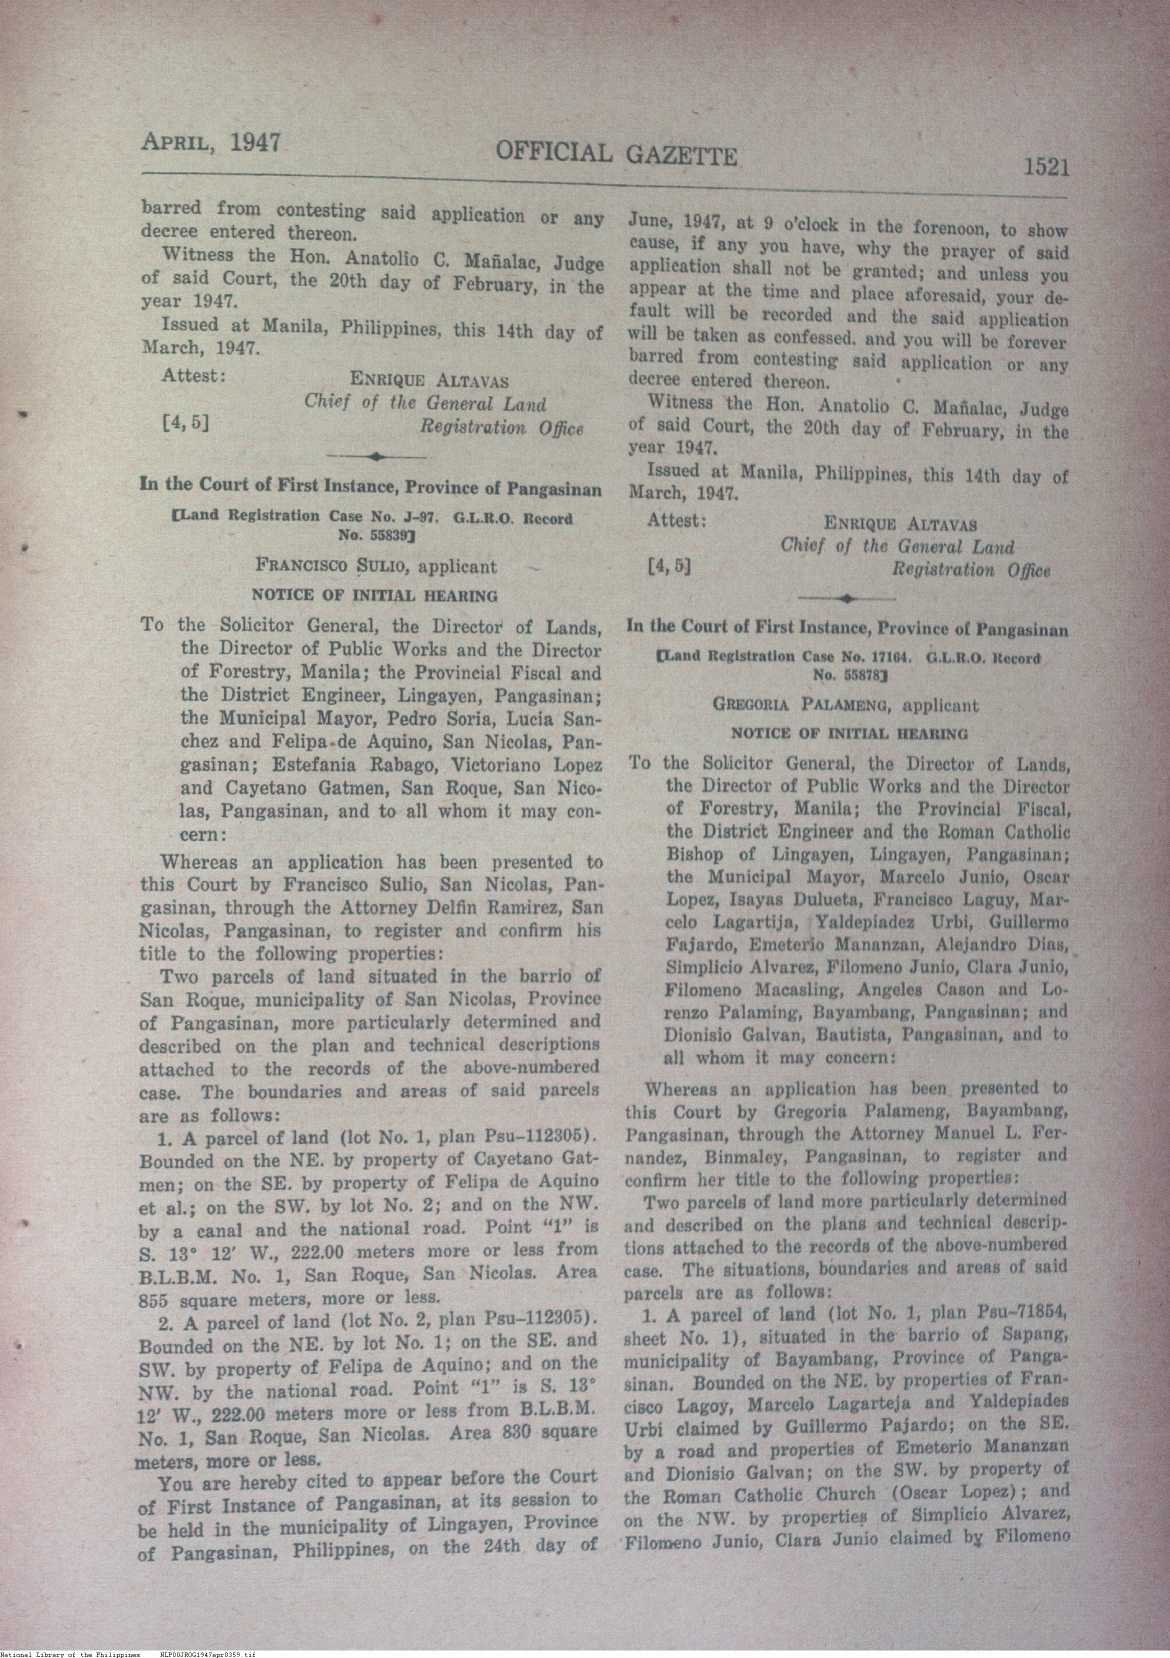 APRIL, 1947
OFFICIAL GAZETTE
1521
barred from contesting said application or any
decree entered thereon.
Witness the Hon. Anatolio C. Mañalac, Judge
of said Court, the 20th day of February, in the
year 1947.
Issued at Manila, Philippines, this 14th day of
March, 1947.
Attest: ENRIQUE ALTAVAS
Chief of the General Land
[4, 5] Registration Office
In the Court of First Instance, Province of Pangasinan
[Land Registration Case No. J-97. G.L.R.O. Record
No. 55839]
FRANCISCO SULIO, applicant
NOTICE OF INITIAL HEARING
To the Solicitor General, the Director of Lands,
the Director of Public Works and the Director
of Forestry, Manila; the Provincial Fiscal and
the District Engineer, Lingayen, Pangasinan;
the Municipal Mayor, Pedro Soria, Lucia San-
chez and Felipa de Aquino, San Nicolas, Pan-
gasinan; Estefania Rabago, Victoriano Lopez
and Cayetano Gatmen, San Roque, San Nico-
las, Pangasinan, and to all whom it may con-
cern:
Whereas an application has been presented to
this Court by Francisco Sulio, San Nicolas, Pan-
gasinan, through the Attorney Delfin Ramirez, San
Nicolas, Pangasinan, to register and confirm his
title to the following properties:
Two parcels of land situated in the barrio of
San Roque, municipality of San Nicolas, Province
of Pangasinan, more particularly determined and
described on the plan and technical descriptions
attached to the records of the above-numbered
case. The boundaries and areas of said parcels
are as follows:
1. A parcel of land (lot No. 1, plan Psu-112305).
Bounded on the NE. by property of Cayetano Gat-
men; on the SE. by property of Felipa de Aquino
et al.; on the SW. by lot No. 2; and on the NW.
by a canal and the national road. Point "1" is
S. 13° 12' W., 222.00 meters more or less from
B.L.B.M. No. 1, San Roque, San Nicolas. Area
855 square meters, more or less.
2. A parcel of land (lot No. 2, plan Psu-112305).
Bounded on the NE. by lot No. 1; on the SE. and
SW. by property of Felipa de Aquino; and on the
NW. by the national road. Point "1" is S. 13°
12' W., 222.00 meters more or less from B.L.B.M.
No. 1, San Roque, San Nicolas. Area 830 square
meters, more or less.
You are hereby cited to appear before the Court
of First Instance of Pangasinan, at its session to
be held in the municipality of Lingayen, Province
of Pangasinan, Philippines, on the 24th day of
June, 1947, at 9 o'clock in the forenoon, to show
cause, if any you have, why the prayer of said
application shall not be granted; and unless you
appear at the time and place aforesaid, your de-
fault will be recorded and the said application
will be taken as confessed, and you will be forever
barred from contesting said application or any
decree entered thereon.
Witness the Hon. Anatolio C. Mañalac, Judge
of said Court, the 20th day of February, in the
year 1947.
Issued at Manila, Philippines, this 14th day of
March, 1947.
Attest: ENRIQUE ALTAVAS
Chief of the General Land
[4, 5] Registration Office
In the Court of First Instance, Province of Pangasinan
[Land Registration Case No. 17164. G.L.R.O. Record
No. 55878]
GREGORIA PALAMENG, applicant
NOTICE OF INITIAL HEARING
To the Solicitor General, the Director of Lands,
the Director of Public Works and the Director
of Forestry, Manila; the Provincial Fiscal,
the District Engineer and the Roman Catholic
Bishop of Lingayen, Lingayen, Pangasinan;
the Municipal Mayor, Marcelo Junio, Oscar
Lopez, Isayas Dulueta, Francisco Laguy, Mar-
celo Lagartija, Yaldepiadez Urbi, Guillermo
Fajardo, Emeterio Mananzan, Alejandro Dias,
Simplicio Alvarez, Filomeno Junio, Clara Junio,
Filomeno Macasling, Angeles Cason and Lo-
renzo Palaming, Bayambang, Pangasinan; and
Dionisio Galvan, Bautista, Pangasinan, and to
all whom it may concern:
Whereas an application has been presented to
this Court by Gregoria Palameng, Bayambang,
Pangasinan, through the Attorney Manuel L. Fer-
nandez, Binmaley, Pangasinan, to register and
confirm her title to the following properties:
Two parcels of land more particularly determined
and described on the plans and technical descrip-
tions attached to the records of the above-numbered
case. The situations, boundaries and areas of said
parcels are as follows:
1. A parcel of land (lot No. 1, plan Psu-71854,
sheet No. 1), situated in the barrio of Sapang,
municipality of Bayambang, Province of Panga-
sinan. Bounded on the NE. by properties of Fran-
cisco Lagoy, Marcelo Lagarteja and Yaldepiades
Urbi claimed by Guillermo Pajardo; on the SE.
by a road and properties of Emeterio Mananzan
and Dionisio Galvan; on the SW. by property of
the Roman Catholic Church (Oscar Lopez); and
on the NW. by properties of Simplicio Alvarez,
Filomeno Junio, Clara Junio claimed by Filomeno
National Library of the Philippines NLP00JROG1947apr0359.tif